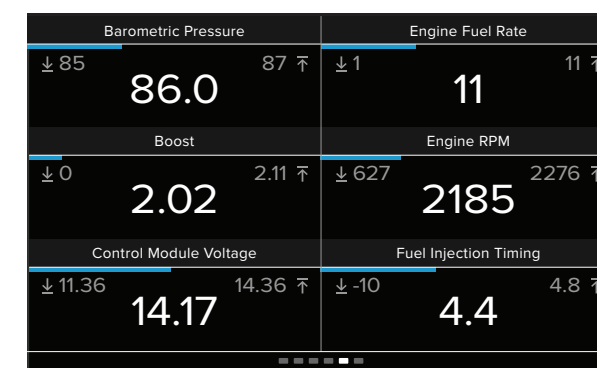 Barometric Pressure Engine Fuel Rate
85 87 1 11
86.0 11
Boost Engine RPM
0 2.11 627 2276
2.02 2185
Control Module Voltage Fuel Injection Timing
11.36 14.36 -10 4.8
14.17 4.4